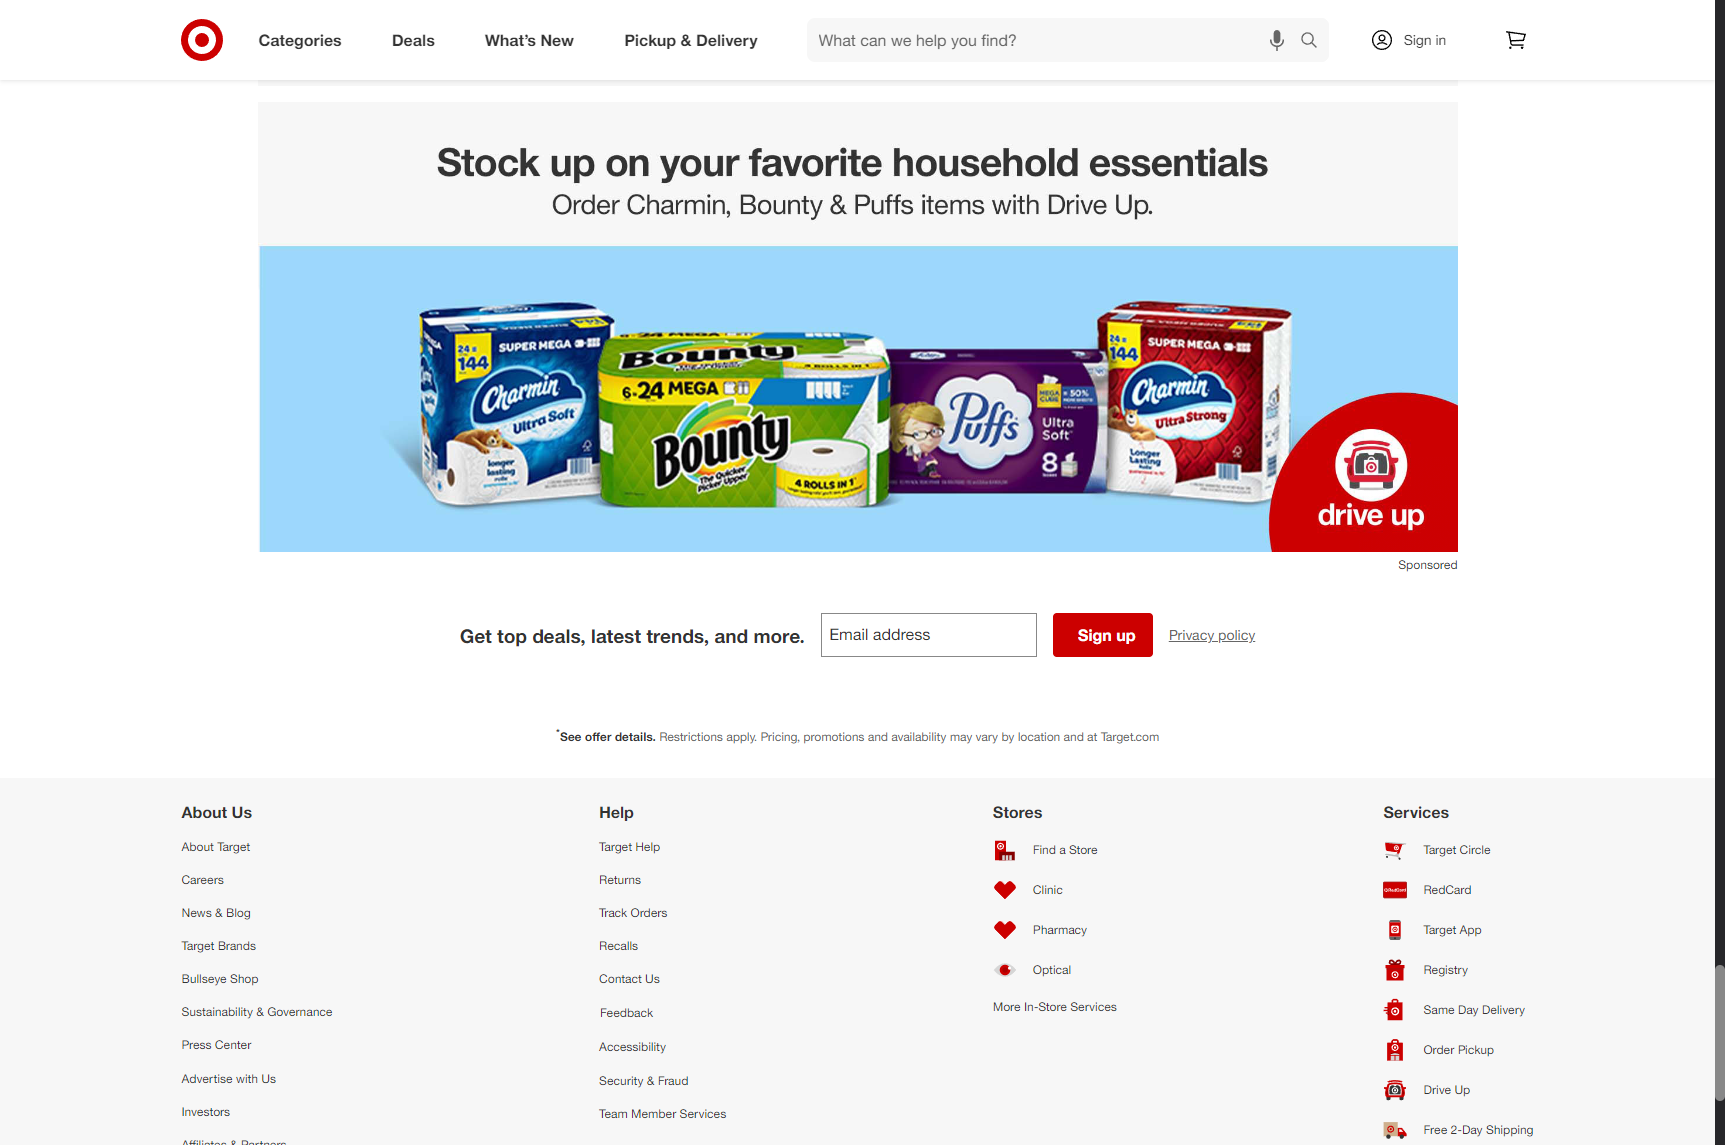 Categories
Deals
What's New
Pickup & Delivery
What can we help you find?
Sign in
Stock up on your favorite household essentials
Order Charmin, Bounty & Puffs items with Drive Up.
24=
144
SUPER MEGA
Charmin
Ultra Soft
longer
lasting
rolls
Bounty
6=24 MEGA
Bounty
The Quicker
Picker Upper
4 ROLLS IN 1
Puffs
MEGA
CUBE
= 50%
Ultra
Soft
8
24=
144
SUPER MEGA
Charmin
Ultra Strong
Longer
Lasting
rolls
drive up
Sponsored
Get top deals, latest trends, and more.
Email address
Sign up
Privacy policy
*See offer details. Restrictions apply. Pricing, promotions and availability may vary by location and at Target.com
About Us
About Target
Careers
News & Blog
Target Brands
Bullseye Shop
Sustainability & Governance
Press Center
Advertise with Us
Investors
Affiliates & Partners
Help
Target Help
Returns
Track Orders
Recalls
Contact Us
Feedback
Accessibility
Security & Fraud
Team Member Services
Stores
Find a Store
Clinic
Pharmacy
Optical
More In-Store Services
Services
Target Circle
RedCard
Target App
Registry
Same Day Delivery
Order Pickup
Drive Up
Free 2-Day Shipping